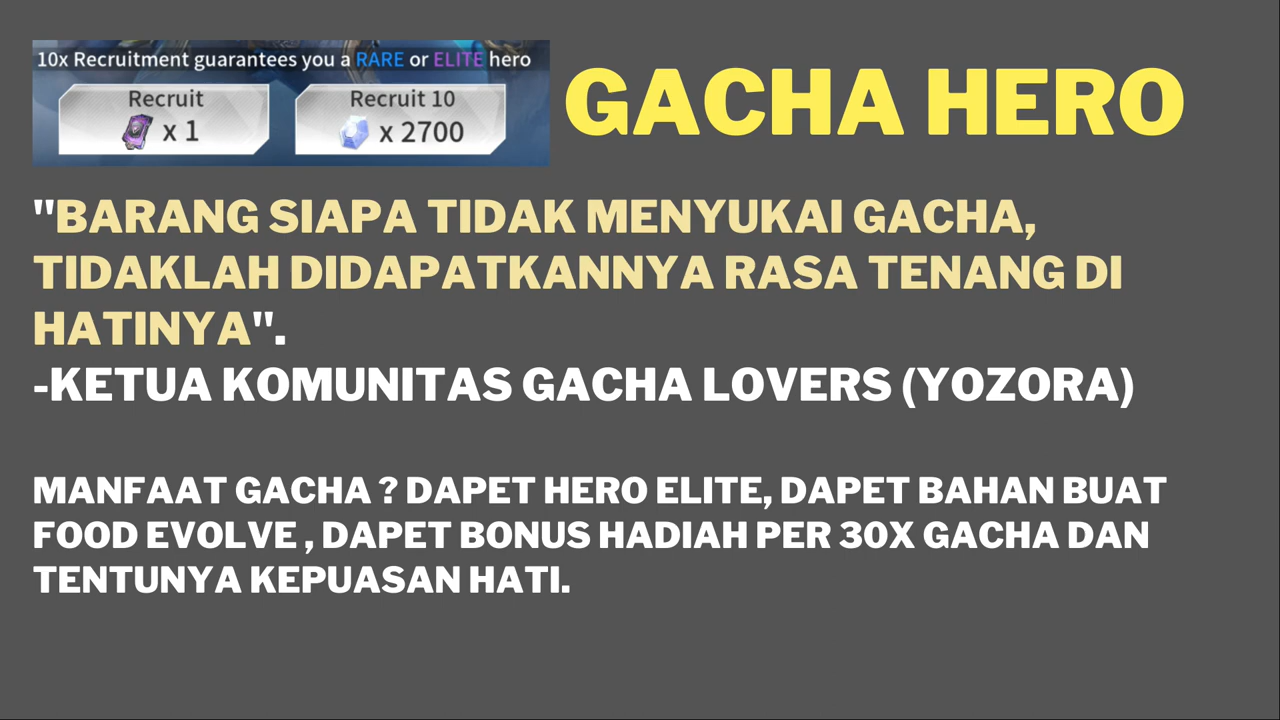 10x Recruitment guarantees you a RARE or ELITE hero
Recruit
x 1
Recruit 10
x 2700
GACHA HERO
"BARANG SIAPA TIDAK MENYUKAI GACHA,
TIDAKLAH DIDAPATKANNYA RASA TENANG DI
HATINYA".
-KETUA KOMUNITAS GACHA LOVERS (YOZORA)
MANFAAT GACHA ? DAPET HERO ELITE, DAPET BAHAN BUAT
FOOD EVOLVE , DAPET BONUS HADIAH PER 30X GACHA DAN
TENTUNYA KEPUASAN HATI.